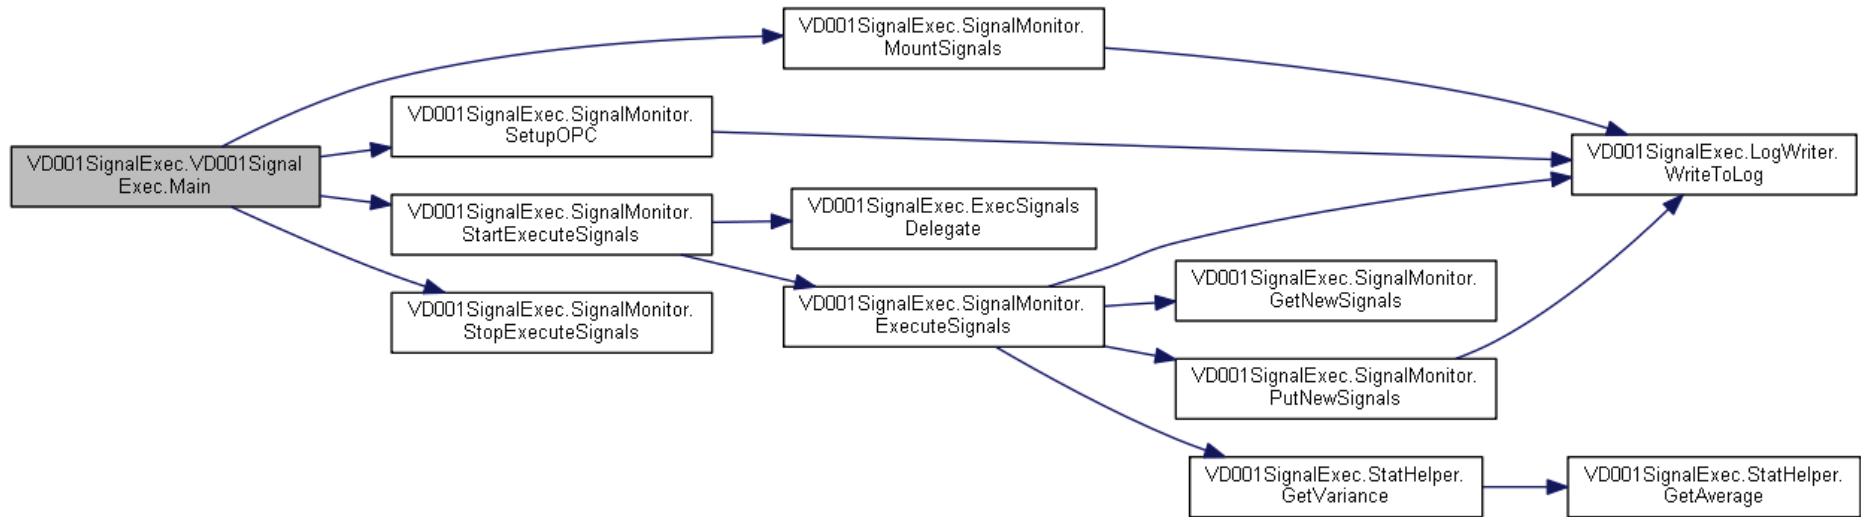 VD001SignalExec.SignalMonitor.
MountSignals
VD001SignalExec.SignalMonitor.
SetupOPC
VD001SignalExec.LogWriter.
WriteToLog
VD001SignalExec.VD001Signal
Exec.Main
VD001SignalExec.SignalMonitor.
StartExecuteSignals
VD001SignalExec.ExecSignals
Delegate
VD001SignalExec.SignalMonitor.
GetNewSignals
VD001SignalExec.SignalMonitor.
StopExecuteSignals
VD001SignalExec.SignalMonitor.
ExecuteSignals
VD001SignalExec.SignalMonitor.
PutNewSignals
VD001SignalExec.StatHelper.
GetVariance
VD001SignalExec.StatHelper.
GetAverage